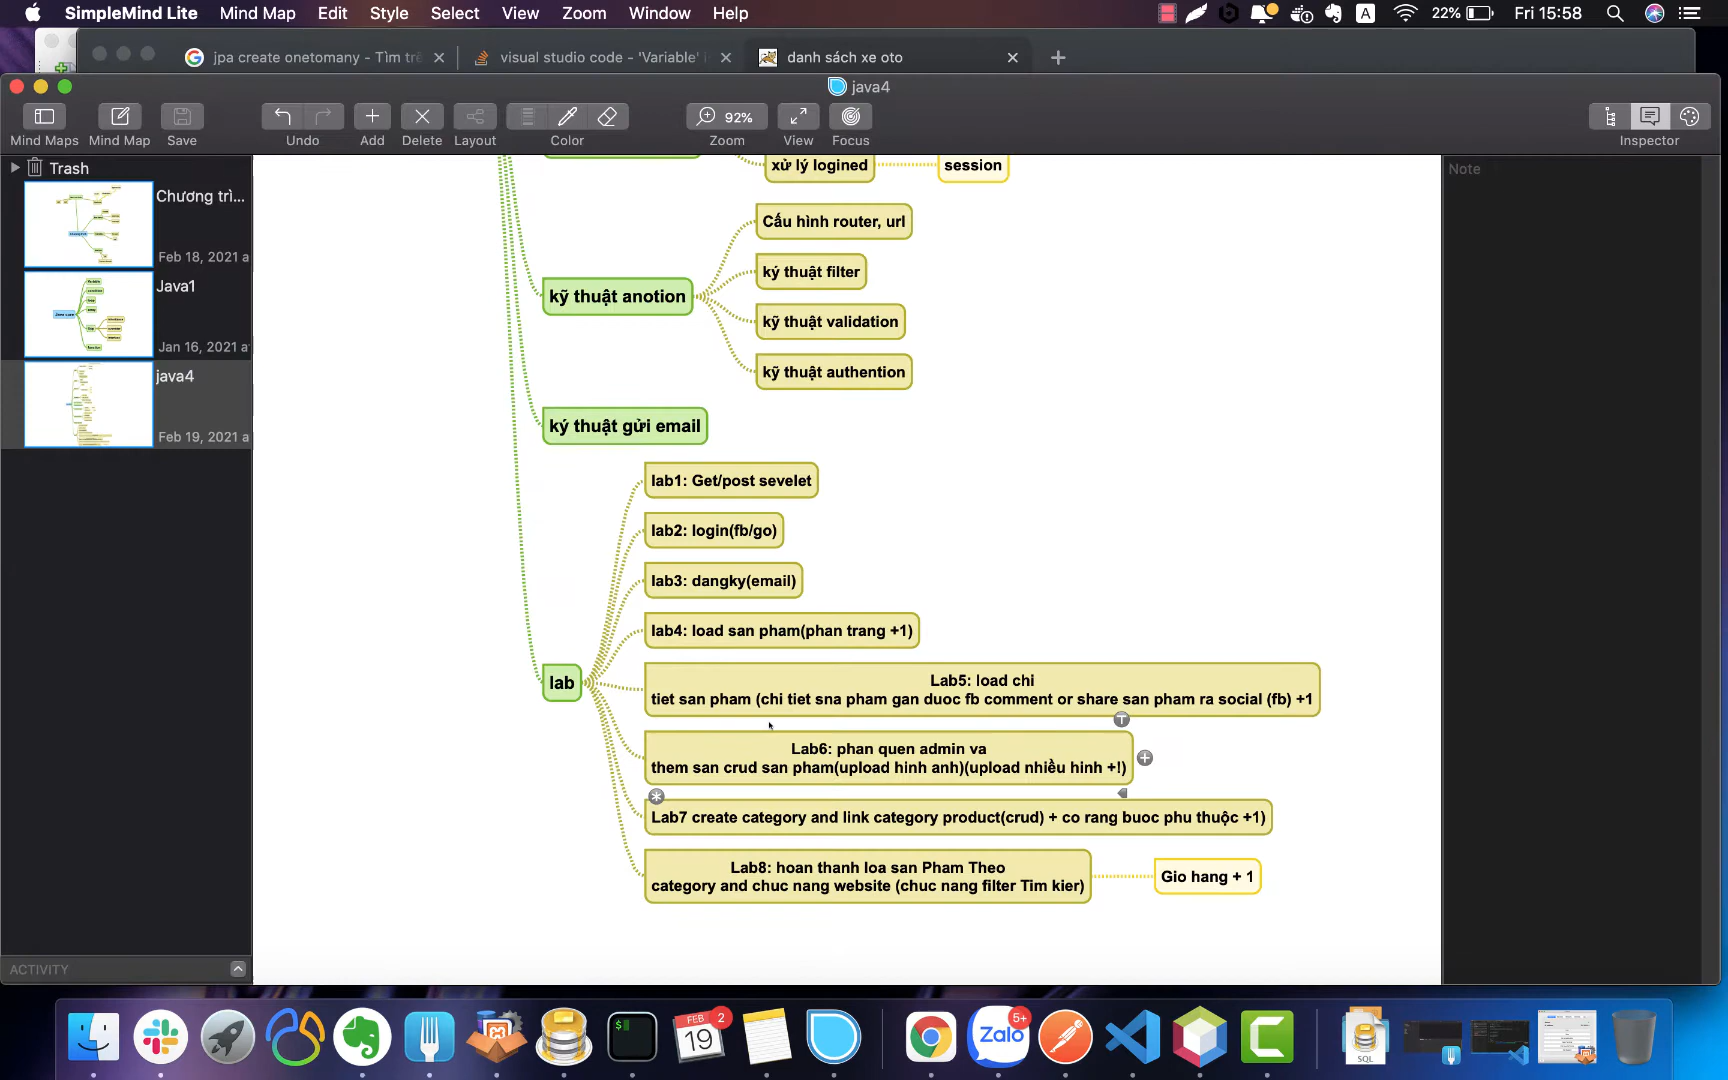 SimpleMind Lite Mind Map Edit Style Select View Zoom Window Help
A 22% Fri 15:58
jpa create onetomany - Tìm trê
visual studio code - 'Variable' i
danh sách xe oto
java4
92%
Mind Maps Mind Map Save Undo Add Delete Layout Color Zoom View Focus Inspector
Trash
Chương trì...
Feb 18, 2021 a
Java1
Jan 16, 2021 a
java4
Feb 19, 2021 a
ACTIVITY
Note
xử lý logined
session
Cấu hình router, url
ký thuật filter
kỹ thuật anotion
kỹ thuật validation
kỹ thuật authention
ký thuật gửi email
lab1: Get/post sevelet
lab2: login(fb/go)
lab3: dangky(email)
lab4: load san pham(phan trang +1)
lab
Lab5: load chi
tiet san pham (chi tiet sna pham gan duoc fb comment or share san pham ra social (fb) +1
Lab6: phan quen admin va
them san crud san pham(upload hinh anh)(upload nhiều hinh +!)
Lab7 create category and link category product(crud) + co rang buoc phu thuộc +1)
Lab8: hoan thanh loa san Pham Theo
category and chuc nang website (chuc nang filter Tim kier)
Gio hang + 1
FEB
2
19
Zalo
5+
SQL